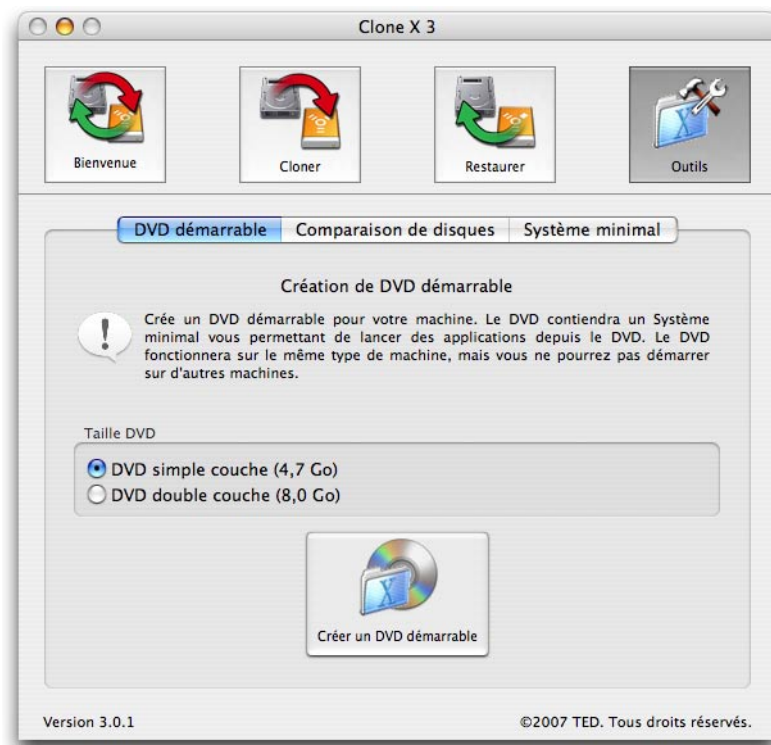 Clone X 3
Bienvenue
Cloner
Restaurer
Outils
DVD démarrable
Comparaison de disques
Système minimal
Création de DVD démarrable
Crée un DVD démarrable pour votre machine. Le DVD contiendra un Système
minimal vous permettant de lancer des applications depuis le DVD. Le DVD
fonctionnera sur le même type de machine, mais vous ne pourrez pas démarrer
sur d'autres machines.
Taille DVD
DVD simple couche (4,7 Go)
DVD double couche (8,0 Go)
Créer un DVD démarrable
Version 3.0.1
©2007 TED. Tous droits réservés.